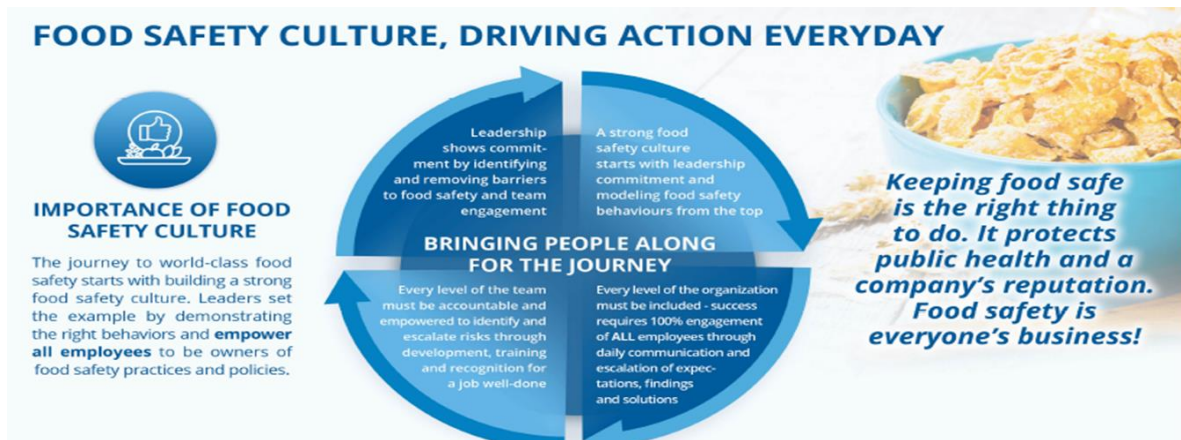 FOOD SAFETY CULTURE, DRIVING ACTION EVERYDAY
IMPORTANCE OF FOOD
SAFETY CULTURE
The journey to world-class food
safety starts with building a strong
food safety culture. Leaders set
the example by demonstrating
the right behaviors and empower
all employees to be owners of
food safety practices and policies.
Leadership
shows commit-
ment by identifying
and removing barriers
to food safety and team
engagement
A strong food
safety culture
starts with leadership
commitment and
modeling food safety
behaviours from the top
BRINGING PEOPLE ALONG
FOR THE JOURNEY
Every level of the team
must be accountable and
empowered to identify and
escalate risks through
development, training
and recognition for
a job well-done
Every level of the organization
must be included - success
requires 100% engagement
of ALL employees through
daily communication and
escalation of expec-
tations, findings
and solutions
Keeping food safe
is the right thing
to do. It protects
public health and a
company's reputation.
Food safety is
everyone's business!